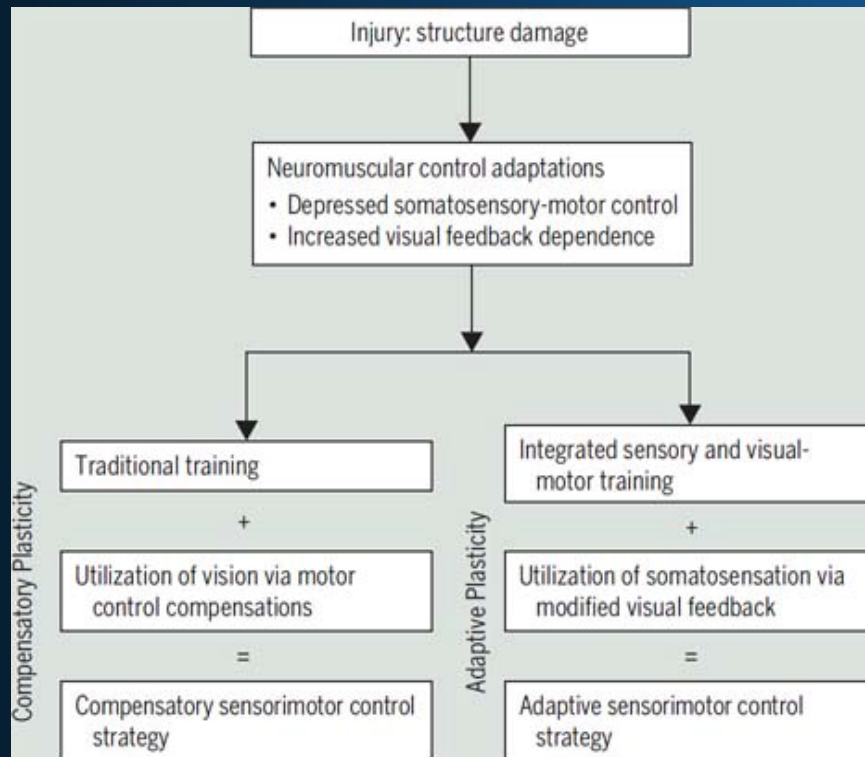 Injury: structure damage
Neuromuscular control adaptations
• Depressed somatosensory-motor control
• Increased visual feedback dependence
Compensatory Plasticity
Traditional training
+
Utilization of vision via motor
control compensations
=
Compensatory sensorimotor control
strategy
Adaptive Plasticity
Integrated sensory and visual-
motor training
+
Utilization of somatosensation via
modified visual feedback
=
Adaptive sensorimotor control
strategy